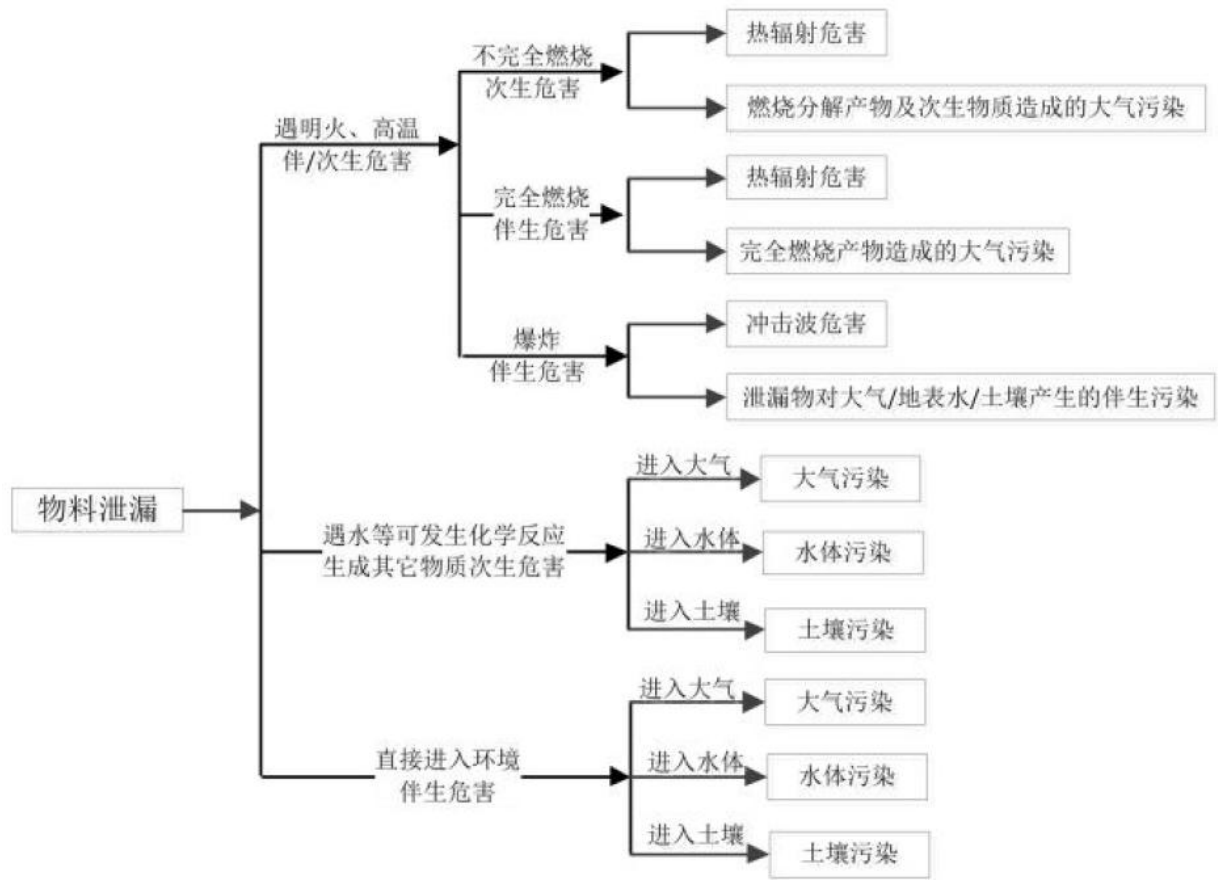 热辐射危害
不完全燃烧
次生危害
燃烧分解产物及次生物质造成的大气污染
遇明火、高温
伴/次生危害
热辐射危害
完全燃烧
伴生危害
完全燃烧产物造成的大气污染
冲击波危害
爆炸
伴生危害
泄漏物对大气/地表水/土壤产生的伴生污染
物料泄漏
进入大气
大气污染
遇水等可发生化学反应
生成其它物质次生危害
进入水体
水体污染
进入土壤
土壤污染
进入大气
大气污染
直接进入环境
伴生危害
进入水体
水体污染
进入土壤
土壤污染